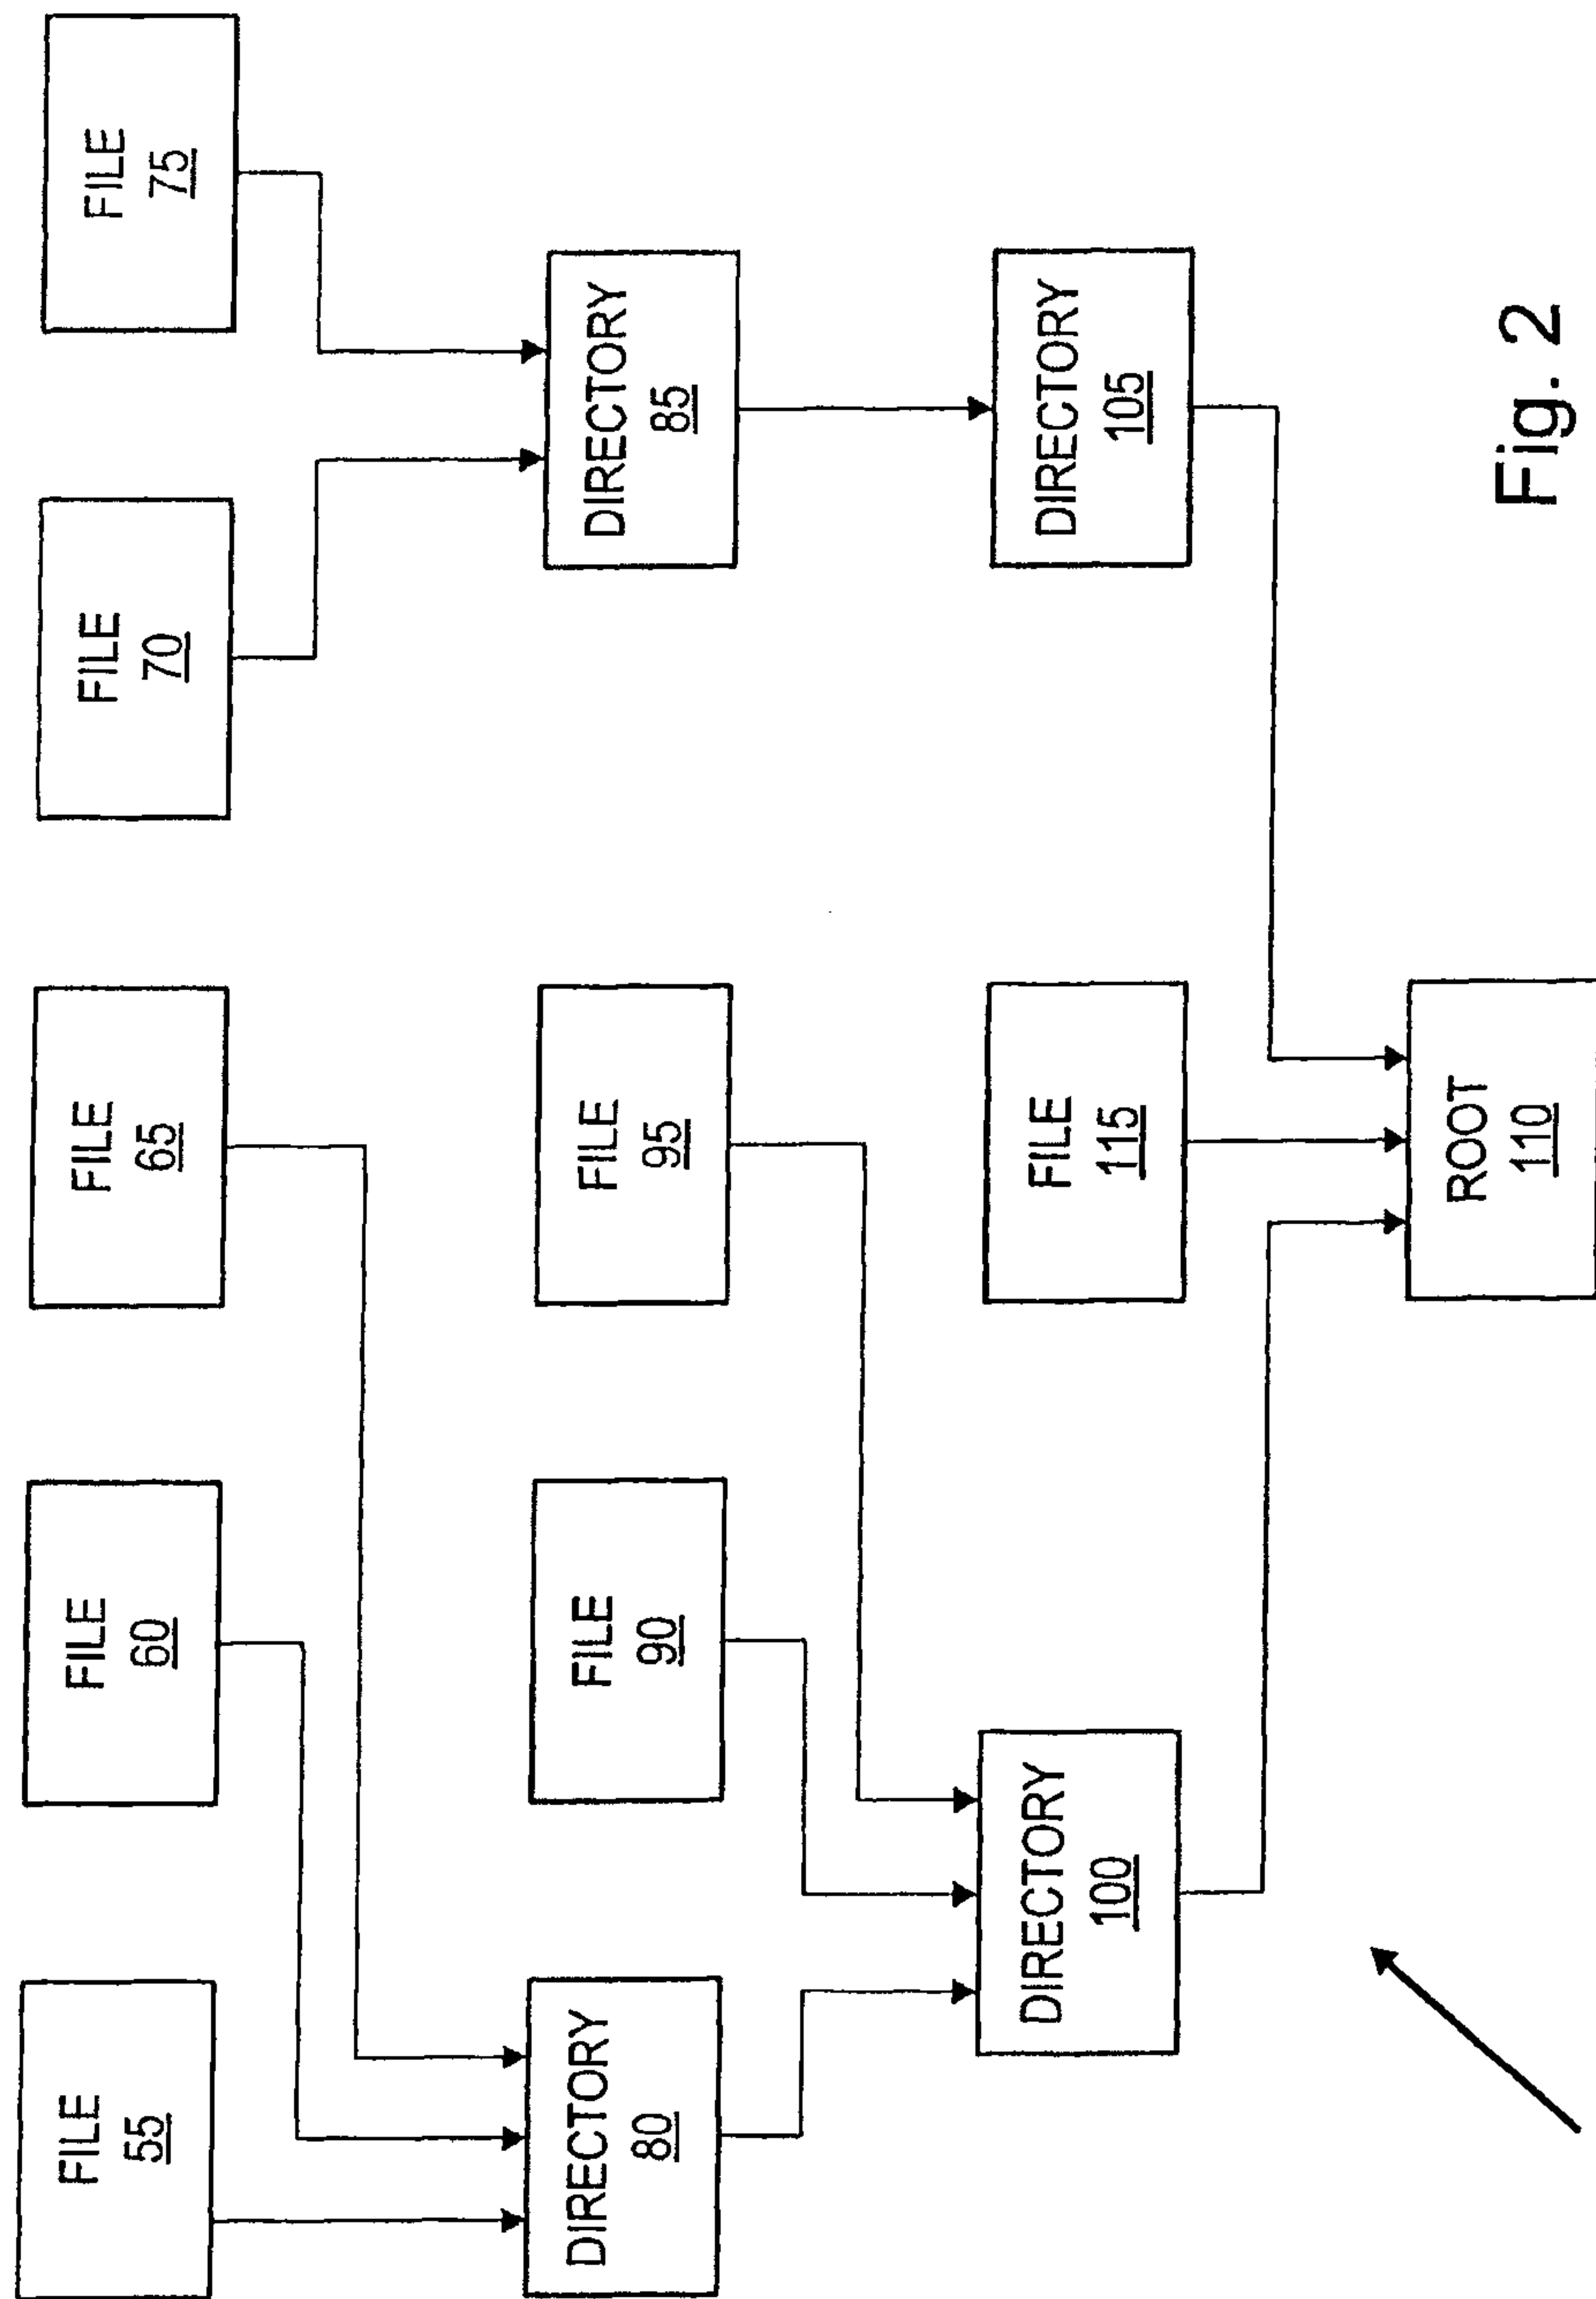 FILE
55
FILE
60
FILE
65
FILE
70
FILE
75
DIRECTORY
80
FILE
90
FILE
95
DIRECTORY
85
DIRECTORY
100
FILE
115
DIRECTORY
105
ROOT
110
Fig. 2